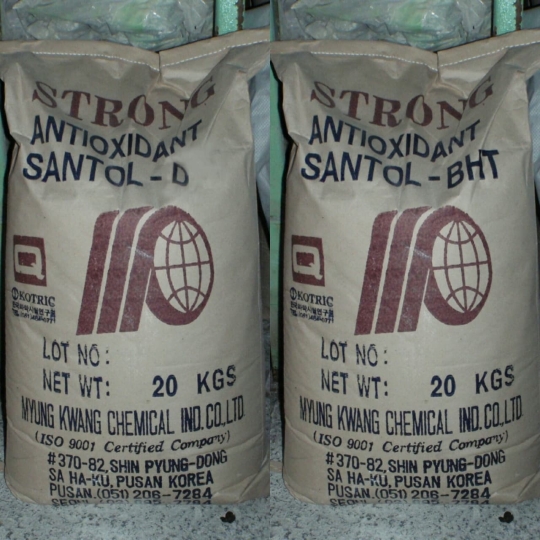 STRONG
ANTIOXIDANT
SANTOL - D
Q
KOTRIC
LOT NO:
NET WT: 20 KGS
MYUNG KWANG CHEMICAL IND. CO., LTD.
(ISO 9001 Certified Company)
#370-82, SHIN PYUNG-DONG
SA HA-KU, PUSAN KOREA
PUSAN. (051) 206-7284
STRONG
ANTIOXIDANT
SANTOL - BHT
Q
KOTRIC
LOT NO:
NET WT: 20 KGS
MYUNG KWANG CHEMICAL IND. CO., LTD
(ISO 9001 Certified Company)
#370-82, SHIN PYUNG-DONG
SA HA-KU, PUSAN KOREA
PUSAN. (051) 206-7284